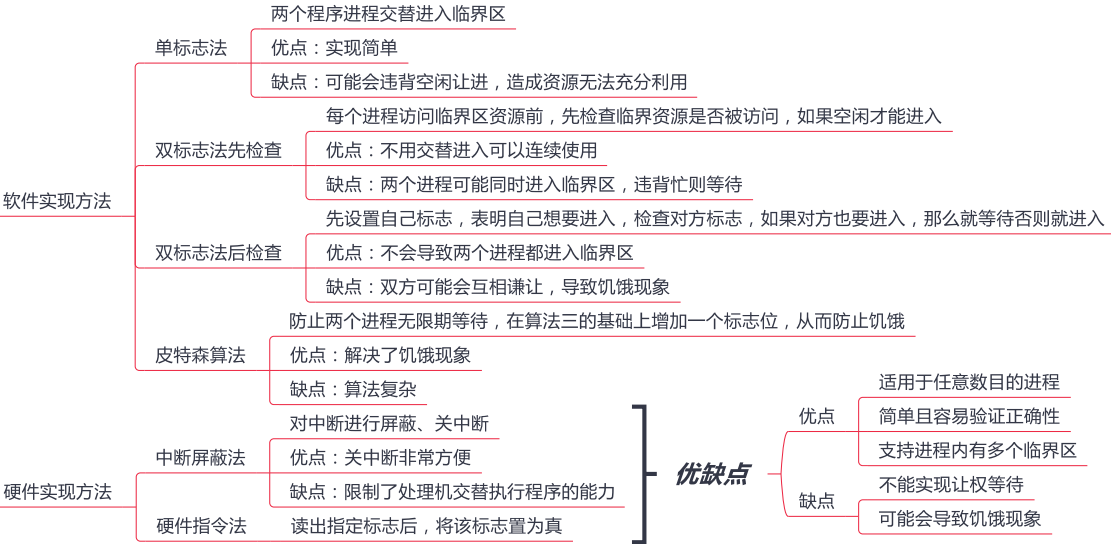 软件实现方法
单标志法
两个程序进程交替进入临界区
优点：实现简单
缺点：可能会违背空闲让进，造成资源无法充分利用
双标志法先检查
每个进程访问临界区资源前，先检查临界资源是否被访问，如果空闲才能进入
优点：不用交替进入可以连续使用
缺点：两个进程可能同时进入临界区，违背忙则等待
双标志法后检查
先设置自己标志，表明自己想要进入，检查对方标志，如果对方也要进入，那么就等待否则就进入
优点：不会导致两个进程都进入临界区
缺点：双方可能会互相谦让，导致饥饿现象
皮特森算法
防止两个进程无限期等待，在算法三的基础上增加一个标志位，从而防止饥饿
优点：解决了饥饿现象
缺点：算法复杂
硬件实现方法
中断屏蔽法
对中断进行屏蔽、关中断
优点：关中断非常方便
缺点：限制了处理机交替执行程序的能力
硬件指令法
读出指定标志后，将该标志置为真
优缺点
优点
适用于任意数目的进程
简单且容易验证正确性
支持进程内有多个临界区
缺点
不能实现让权等待
可能会导致饥饿现象